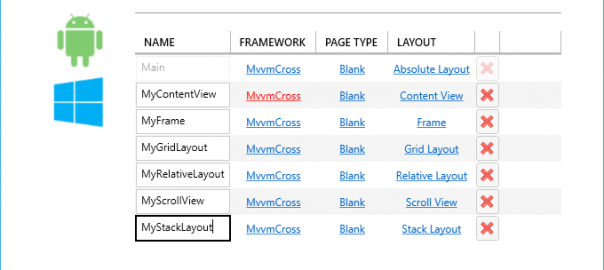 NAME FRAMEWORK PAGE TYPE LAYOUT
Main MvvmCross Blank Absolute Layout
MyContentView MvvmCross Blank Content View
MyFrame MvvmCross Blank Frame
MyGridLayout MvvmCross Blank Grid Layout
MyRelativeLayout MvvmCross Blank Relative Layout
MyScrollView MvvmCross Blank Scroll View
MyStackLayout MvvmCross Blank Stack Layout